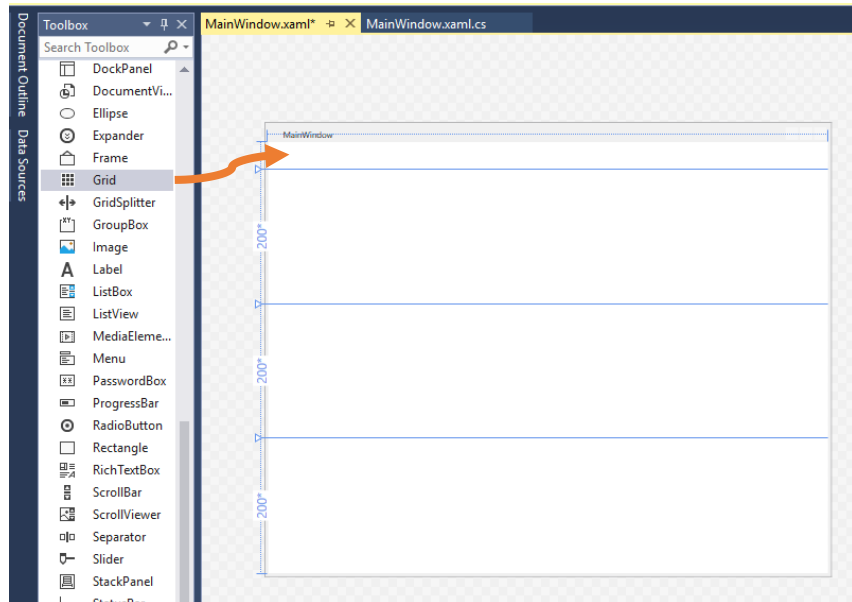 Document Outline
Data Sources
Toolbox
Search Toolbox
DockPanel
DocumentVi...
Ellipse
Expander
Frame
Grid
GridSplitter
GroupBox
Image
Label
ListBox
ListView
MediaEleme...
Menu
PasswordBox
ProgressBar
RadioButton
Rectangle
RichTextBox
ScrollBar
ScrollViewer
Separator
Slider
StackPanel
MainWindow.xaml* MainWindow.xaml.cs
MainWindow
200*
200*
200*